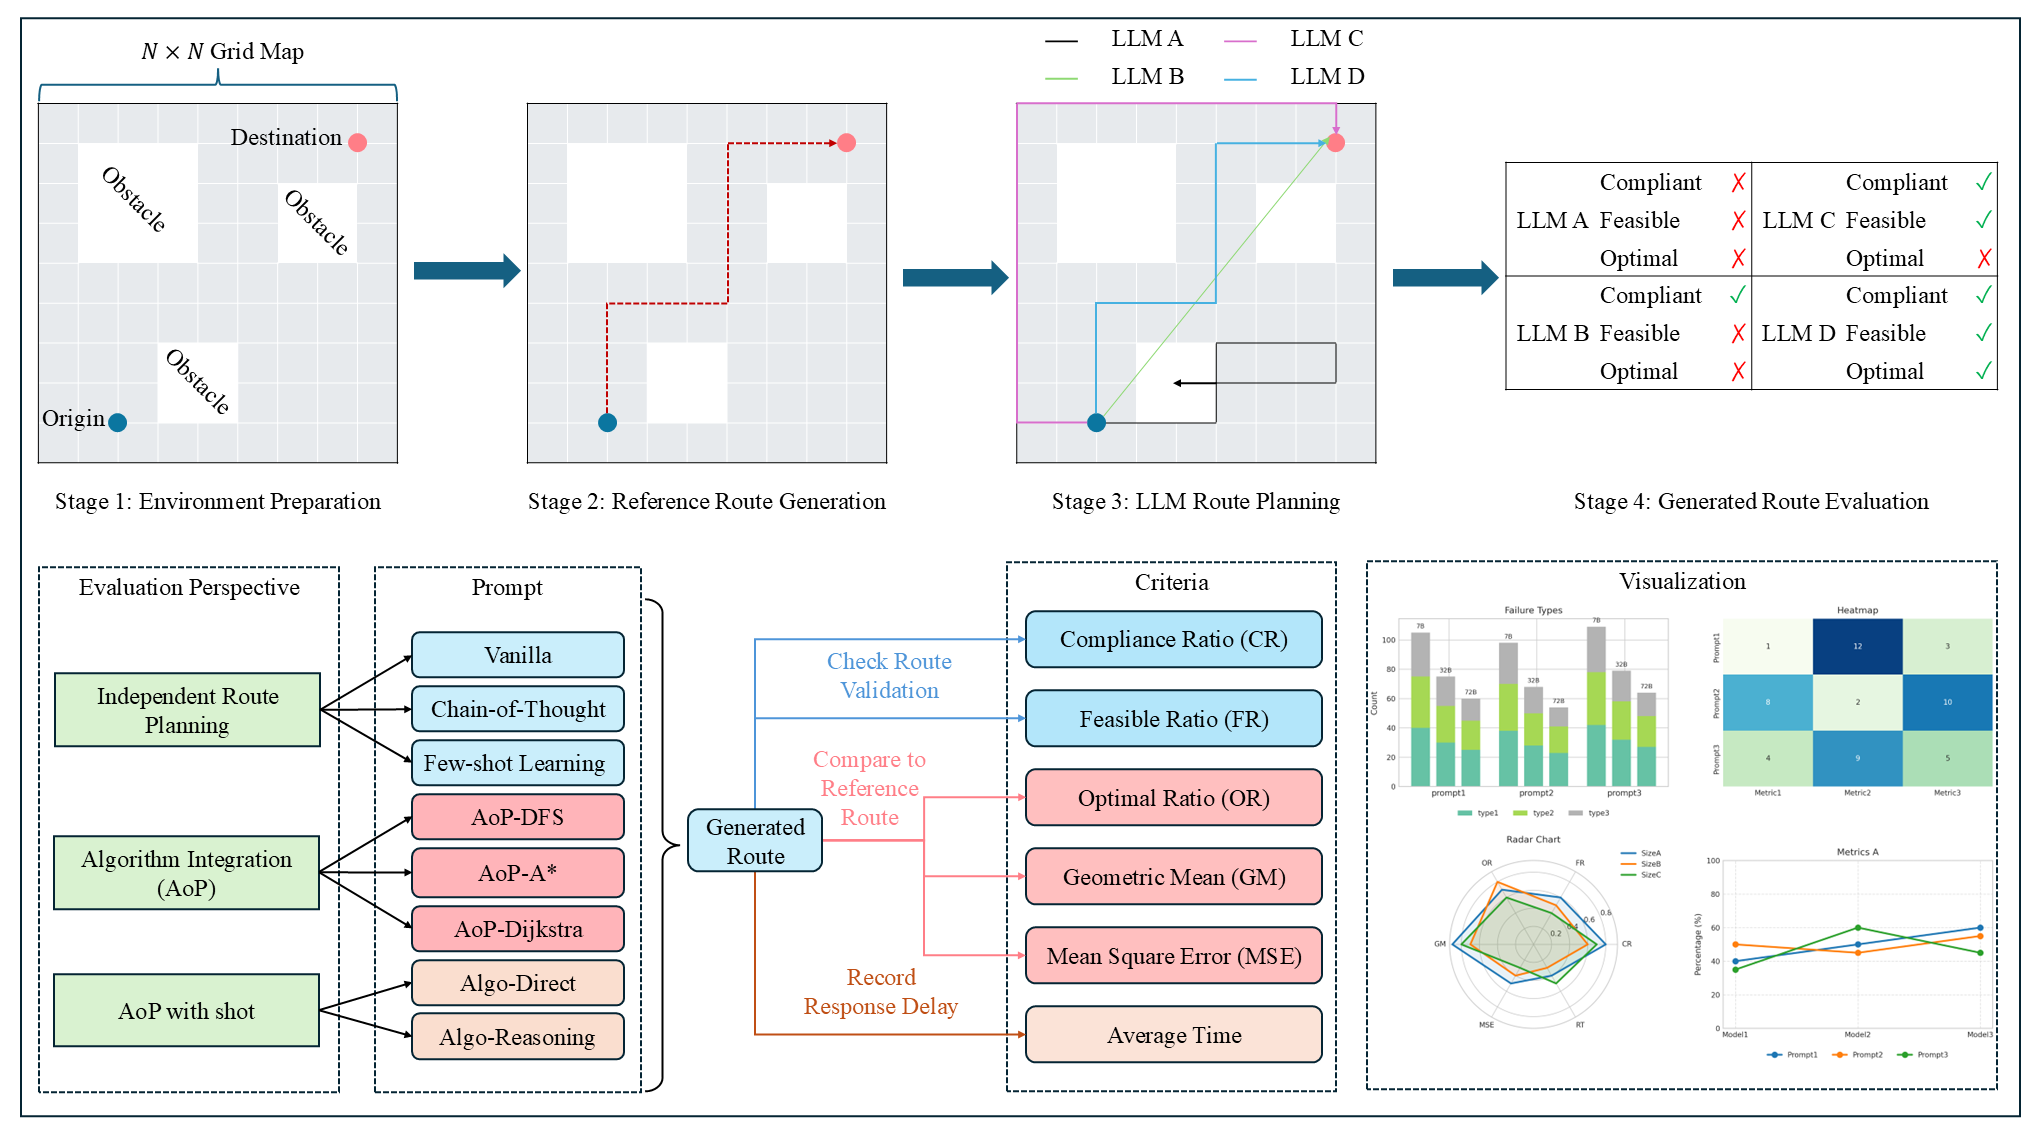 N × N Grid Map
Destination
Obstacle
Obstacle
Obstacle
Origin
Stage 1: Environment Preparation
Stage 2: Reference Route Generation
LLM A
LLM C
LLM B
LLM D
Stage 3: LLM Route Planning
Compliant ✗
LLM A Feasible ✗
Optimal ✗
Compliant ✓
LLM C Feasible ✓
Optimal ✗
Compliant ✓
LLM B Feasible ✗
Optimal ✗
Compliant ✓
LLM D Feasible ✓
Optimal ✓
Stage 4: Generated Route Evaluation
Evaluation Perspective
Independent Route
Planning
Algorithm Integration
(AoP)
AoP with shot
Prompt
Vanilla
Chain-of-Thought
Few-shot Learning
AoP-DFS
AoP-A*
AoP-Dijkstra
Algo-Direct
Algo-Reasoning
Generated
Route
Check Route
Validation
Compare to
Reference
Route
Record
Response Delay
Criteria
Compliance Ratio (CR)
Feasible Ratio (FR)
Optimal Ratio (OR)
Geometric Mean (GM)
Mean Square Error (MSE)
Average Time
Visualization
Failure Types
Count
100
80
60
40
20
0
7B
32B
72B
7B
32B
72B
7B
32B
72B
prompt1
prompt2
prompt3
type1
type2
type3
Heatmap
Prompt1
Prompt2
Prompt3
1 12 3
8 2 10
4 9 5
Metric1
Metric2
Metric3
Radar Chart
SizeA
SizeB
SizeC
OR
FR
GM
CR
MSE
RT
0.2
0.4
0.6
0.8
Metrics A
Percentage (%)
100
80
60
40
20
0
Model1
Model2
Model3
Prompt1
Prompt2
Prompt3